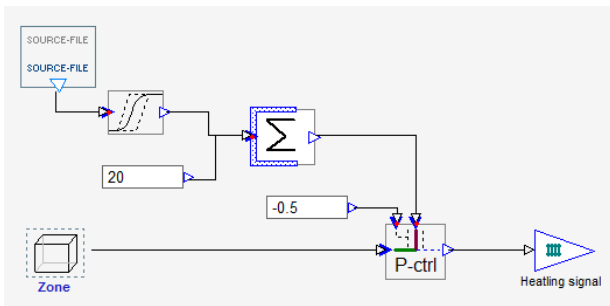 SOURCE-FILE
SOURCE-FILE
20
-0.5
P-ctrl
Zone
Heatling signal